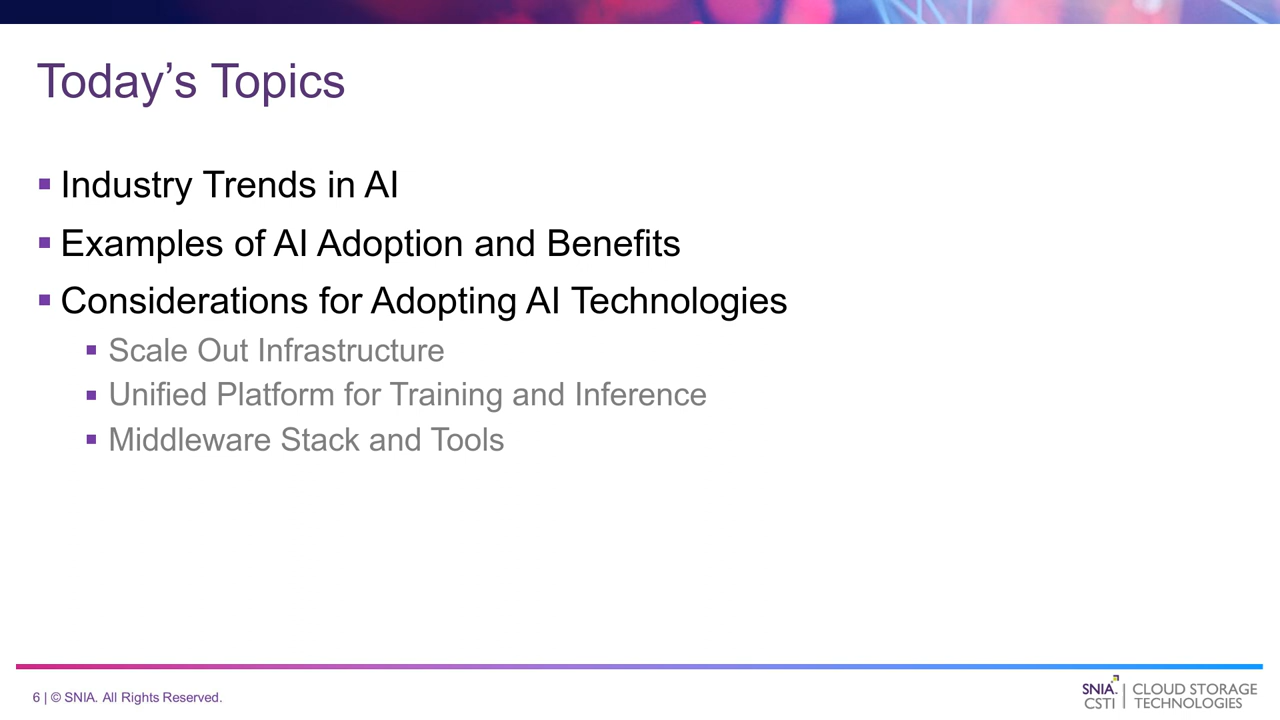 Today’s Topics
Industry Trends in AI
Examples of AI Adoption and Benefits
Considerations for Adopting AI Technologies
Scale Out Infrastructure
Unified Platform for Training and Inference
Middleware Stack and Tools
6 | © SNIA. All Rights Reserved.
SNIA. | CLOUD STORAGE
CSTI | TECHNOLOGIES